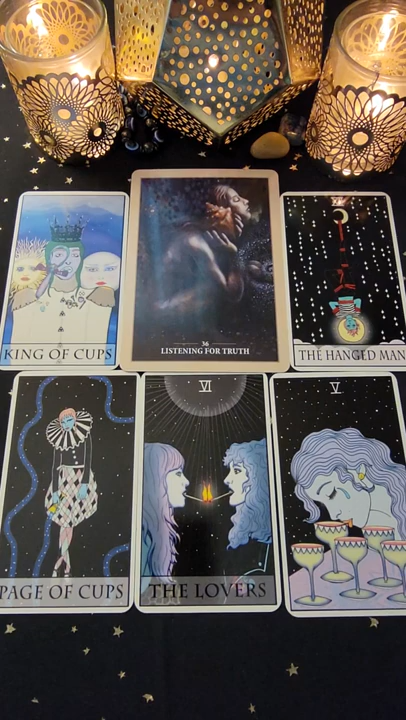 KING OF CUPS
36
LISTENING FOR TRUTH
THE HANGED MAN
PAGE OF CUPS
VI
THE LOVERS
V